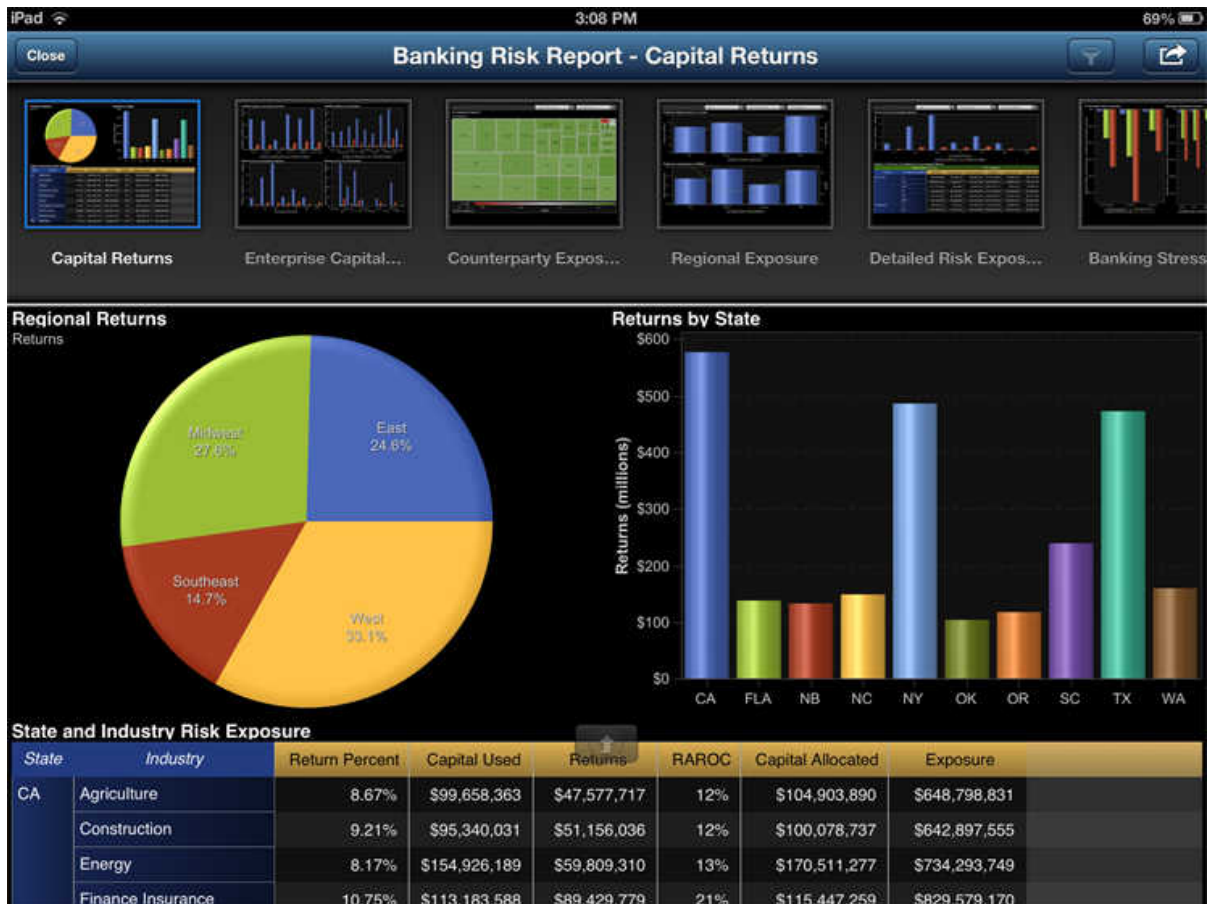 iPad 3:08 PM 69%
Close Banking Risk Report - Capital Returns
Capital Returns Enterprise Capital... Counterparty Expos... Regional Exposure Detailed Risk Expos... Banking Stress
Regional Returns
Returns
Midwest
27.6%
East
24.6%
Southeast
14.7%
West
33.1%
Returns by State
Returns (millions)
$600
$500
$400
$300
$200
$100
$0
CA FLA NB NC NY OK OR SC TX WA
State and Industry Risk Exposure
State Industry Return Percent Capital Used Returns RAROC Capital Allocated Exposure
CA Agriculture 8.67% $99,658,363 $47,577,717 12% $104,903,890 $648,798,831
Construction 9.21% $95,340,031 $51,156,036 12% $100,078,737 $642,897,555
Energy 8.17% $154,926,189 $59,809,310 13% $170,511,277 $734,293,749
Finance Insurance 10.75% $113,183,588 $89,429,779 21% $115,447,259 $829,579,170